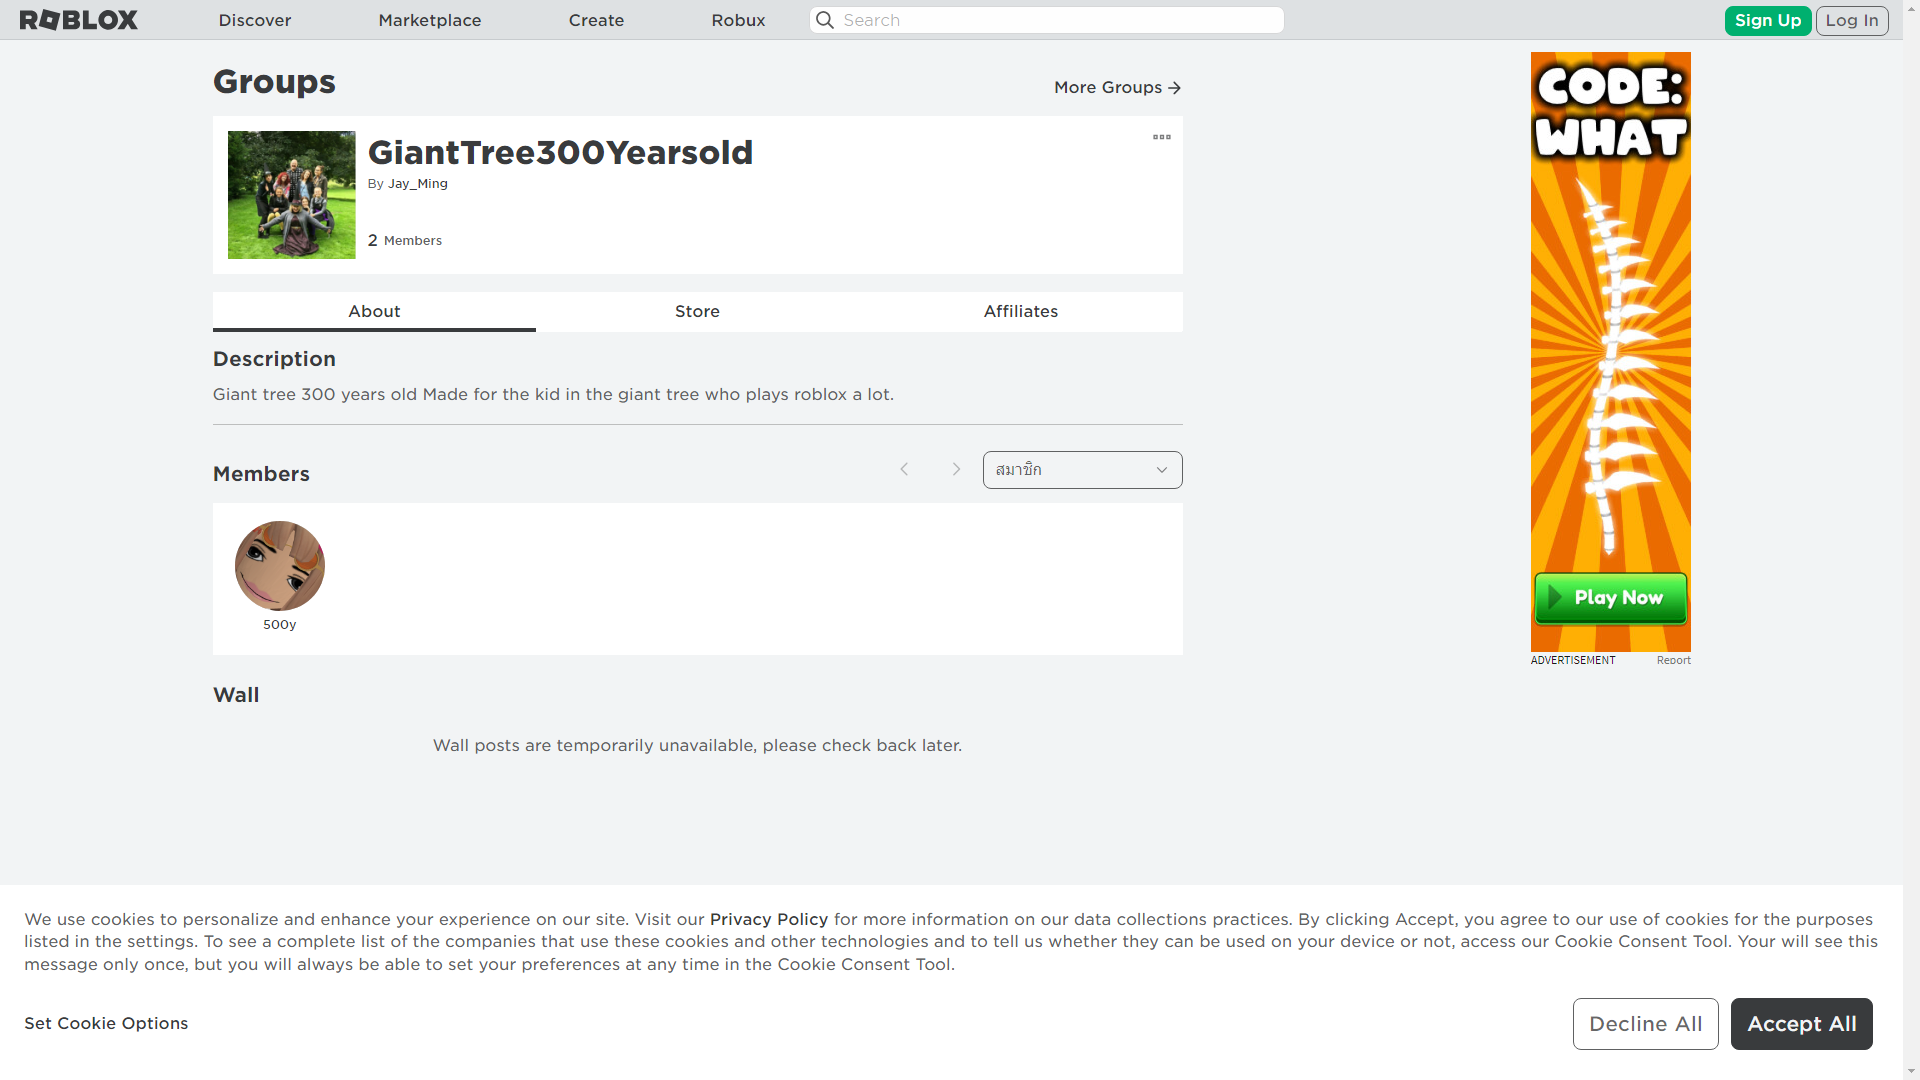 ROBLOX Discover Marketplace Create Robux Search Sign Up Log In
Groups
More Groups
GiantTree300Yearsold
By Jay_Ming
2 Members
About Store Affiliates
Description
Giant tree 300 years old Made for the kid in the giant tree who plays roblox a lot.
Members
สมาชิก
500y
Wall
Wall posts are temporarily unavailable, please check back later.
CODE:
WHAT
Play Now
ADVERTISEMENT Report
We use cookies to personalize and enhance your experience on our site. Visit our Privacy Policy for more information on our data collections practices. By clicking Accept, you agree to our use of cookies for the purposes
listed in the settings. To see a complete list of the companies that use these cookies and other technologies and to tell us whether they can be used on your device or not, access our Cookie Consent Tool. Your will see this
message only once, but you will always be able to set your preferences at any time in the Cookie Consent Tool.
Set Cookie Options
Decline All
Accept All